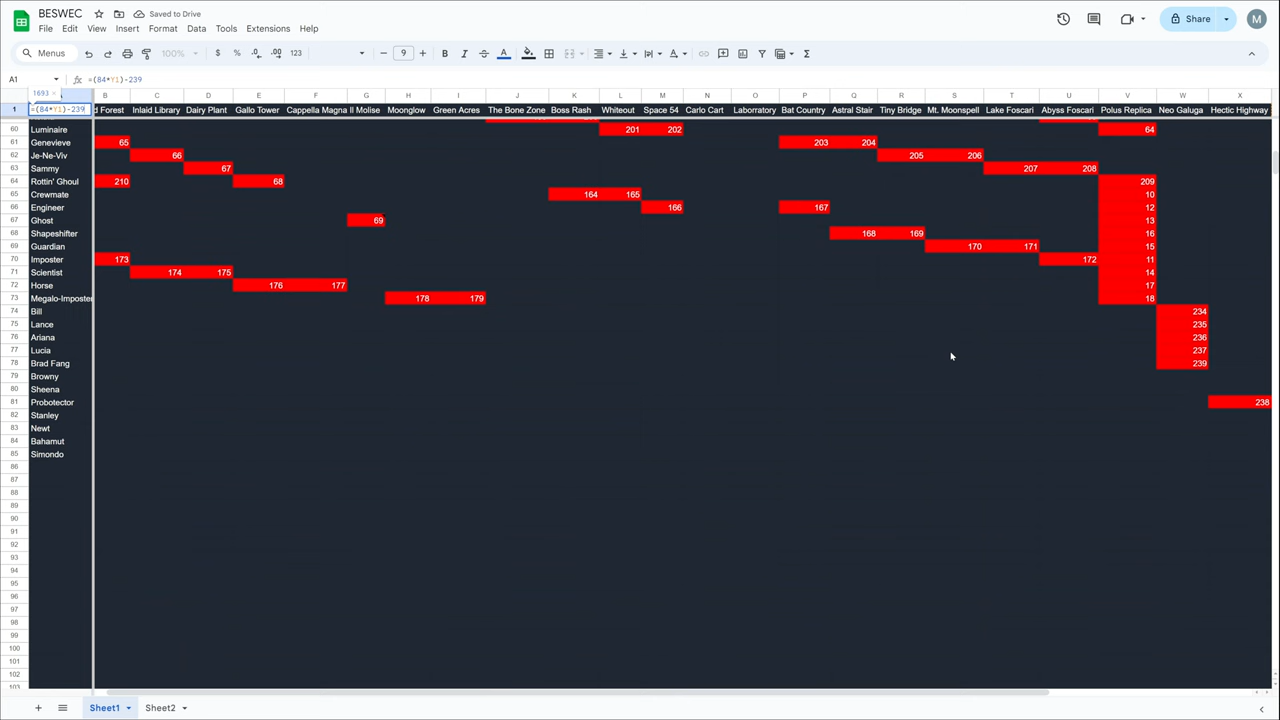 BESWEC Saved to Drive
File Edit View Insert Format Data Tools Extensions Help
Share M
Menus 100% $ % .0 .00 123 9 B I A
A1 fx =(84*Y1)-239
1693 ×
B C D E F G H I J K L M N O P Q R S T U V W X
1 =(84*Y1)-239 d Forest Inlaid Library Dairy Plant Gallo Tower Cappella Magna Il Molise Moonglow Green Acres The Bone Zone Boss Rash Whiteout Space 54 Carlo Cart Laborratory Bat Country Astral Stair Tiny Bridge Mt. Moonspell Lake Foscari Abyss Foscari Polus Replica Neo Galuga Hectic Highway
60 Luminaire 201 202 64
61 Genevieve 65 203 204
62 Je-Ne-Viv 66 205 206
63 Sammy 67 207 208
64 Rottin' Ghoul 210 68 209
65 Crewmate 164 165 10
66 Engineer 166 167 12
67 Ghost 69 13
68 Shapeshifter 168 169 16
69 Guardian 170 171 15
70 Imposter 173 172 11
71 Scientist 174 175 14
72 Horse 176 177 17
73 Megalo-Imposter 178 179 18
74 Bill 234
75 Lance 235
76 Ariana 236
77 Lucia 237
78 Brad Fang 239
79 Browny
80 Sheena
81 Probotector 238
82 Stanley
83 Newt
84 Bahamut
85 Simondo
86
87
88
89
90
91
92
93
94
95
96
97
98
99
100
101
102
103
Sheet1 Sheet2